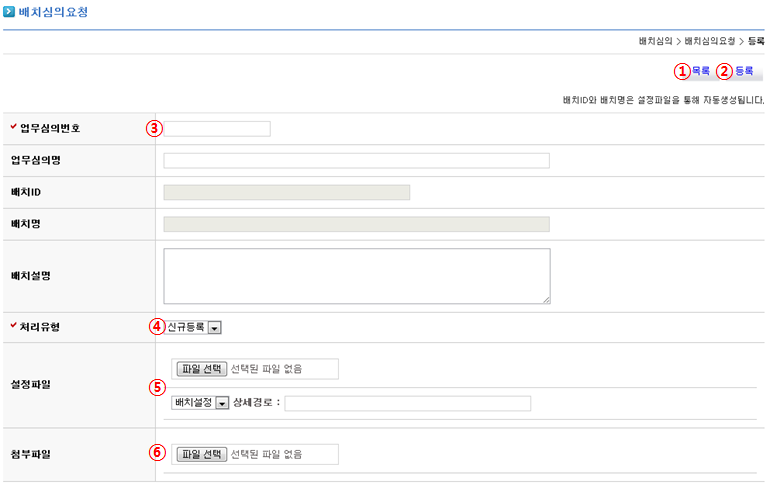 배치심의요청
배치심의 > 배치심의요청 > 등록
① 목록 ② 등록
배치ID와 배치명은 설정파일을 통해 자동생성됩니다.
업무심의번호 ③
업무심의명
배치ID
배치명
배치설명
처리유형 ④ 신규등록
설정파일 ⑤
파일 선택 선택된 파일 없음
배치설정 상세경로 :
첨부파일 ⑥ 파일 선택 선택된 파일 없음